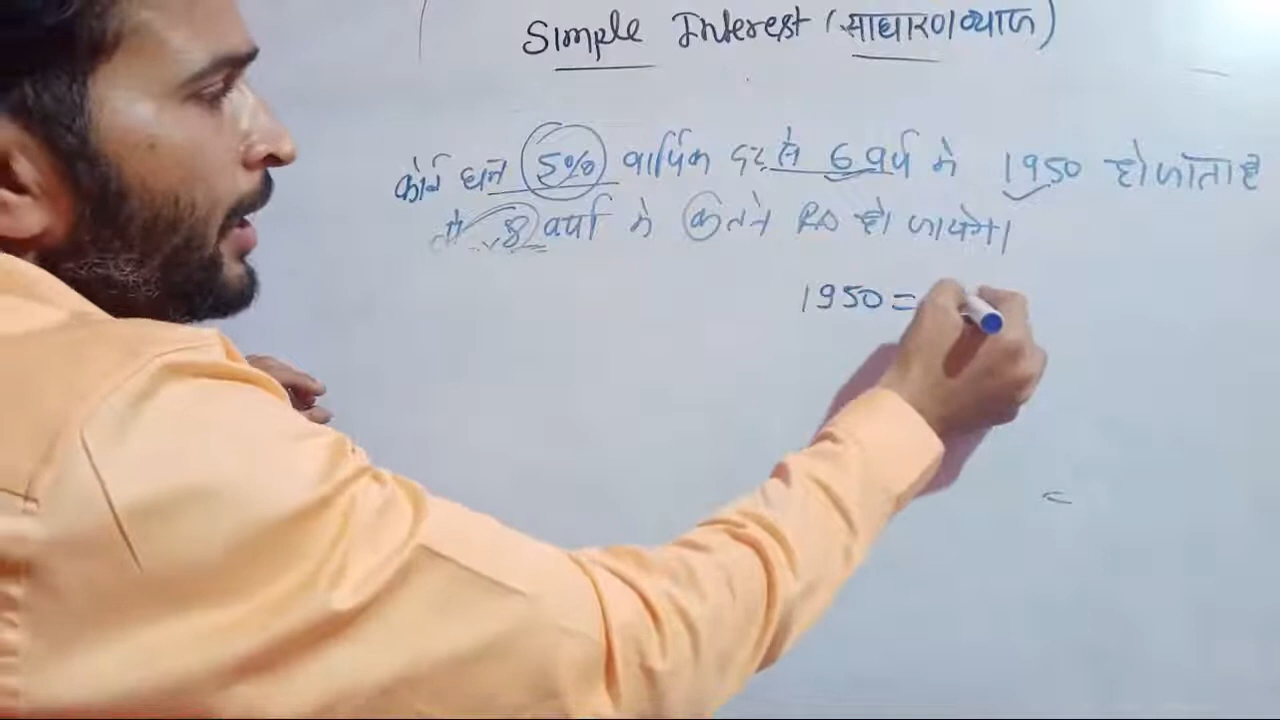 Simple Interest (साधारण ब्याज)
कोई धन 5% वार्षिक दर से 6 वर्ष मे 1950 हो जाता है
तो 8 वर्षो मे कितने RS हो जायेगे।
1950 =